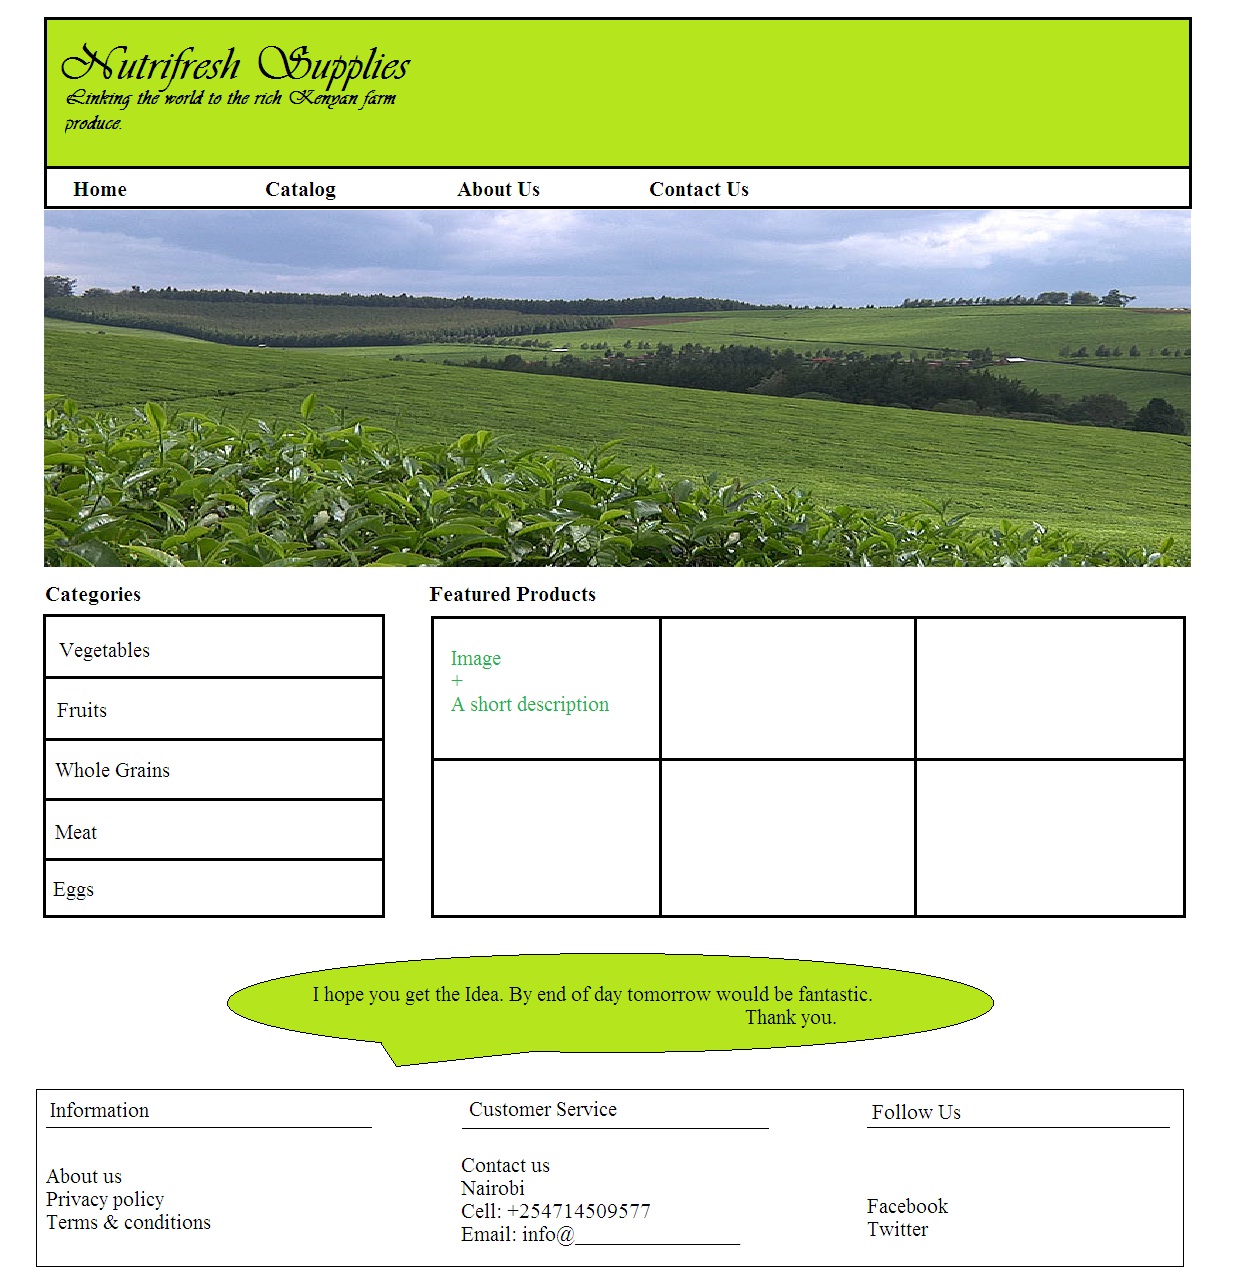 Nutrifresh Supplies
Linking the world to the rich Kenyan farm
produce.
Home Catalog About Us Contact Us
Categories
Vegetables
Fruits
Whole Grains
Meat
Eggs
Featured Products
Image
+
A short description
I hope you get the Idea. By end of day tomorrow would be fantastic.
Thank you.
Information
About us
Privacy policy
Terms & conditions
Customer Service
Contact us
Nairobi
Cell: +254714509577
Email: info@________________
Follow Us
Facebook
Twitter